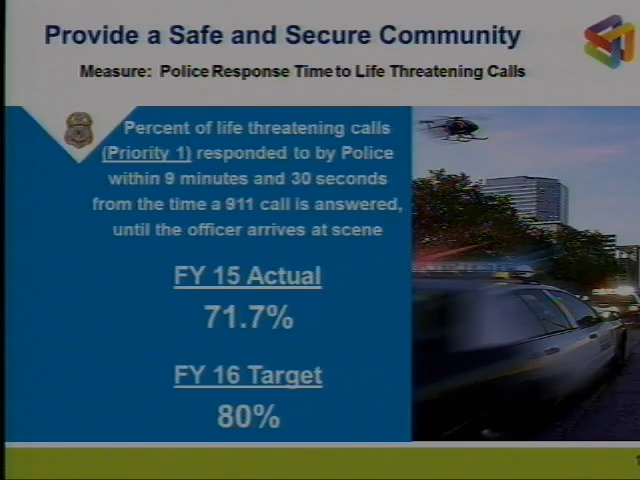 Provide a Safe and Secure Community
Measure: Police Response Time to Life Threatening Calls
Percent of life threatening calls
(Priority 1) responded to by Police
within 9 minutes and 30 seconds
from the time a 911 call is answered,
until the officer arrives at scene
FY 15 Actual
71.7%
FY 16 Target
80%